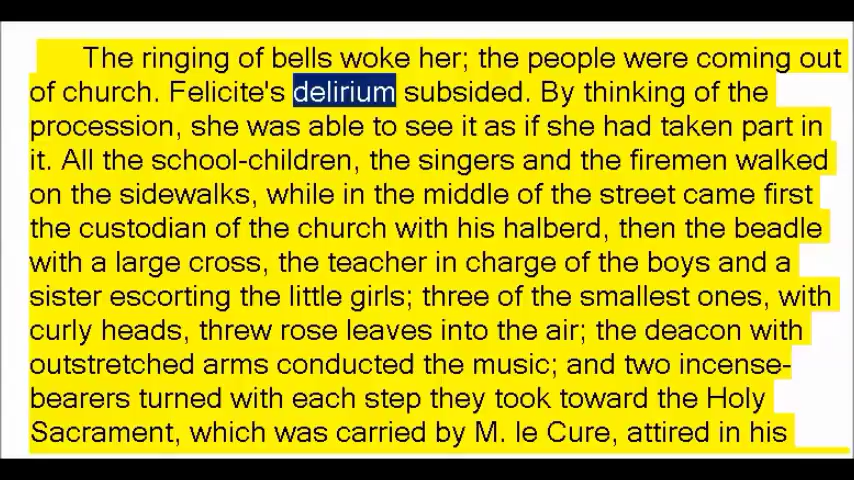 The ringing of bells woke her; the people were coming out
of church. Felicite's delirium subsided. By thinking of the
procession, she was able to see it as if she had taken part in
it. All the school-children, the singers and the firemen walked
on the sidewalks, while in the middle of the street came first
the custodian of the church with his halberd, then the beadle
with a large cross, the teacher in charge of the boys and a
sister escorting the little girls; three of the smallest ones, with
curly heads, threw rose leaves into the air; the deacon with
outstretched arms conducted the music; and two incense-
bearers turned with each step they took toward the Holy
Sacrament, which was carried by M. le Cure, attired in his